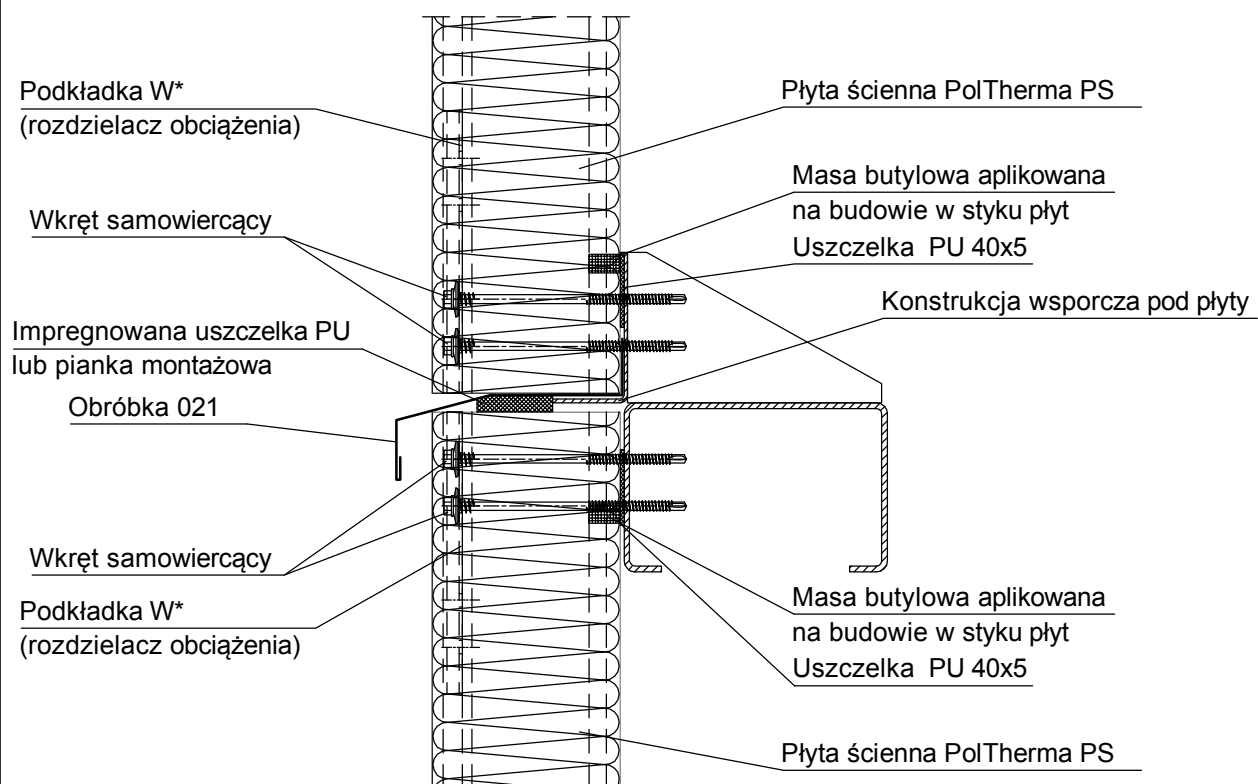 Podkładka W*
(rozdzielacz obciążenia)
Wkręt samowiercący
Impregnowana uszczelka PU
lub pianka montażowa
Obróbka 021
Wkręt samowiercący
Podkładka W*
(rozdzielacz obciążenia)
Płyta ścienna PolTherma PS
Masa butylowa aplikowana
na budowie w styku płyt
Uszczelka PU 40x5
Konstrukcja wsporcza pod płyty
Masa butylowa aplikowana
na budowie w styku płyt
Uszczelka PU 40x5
Płyta ścienna PolTherma PS